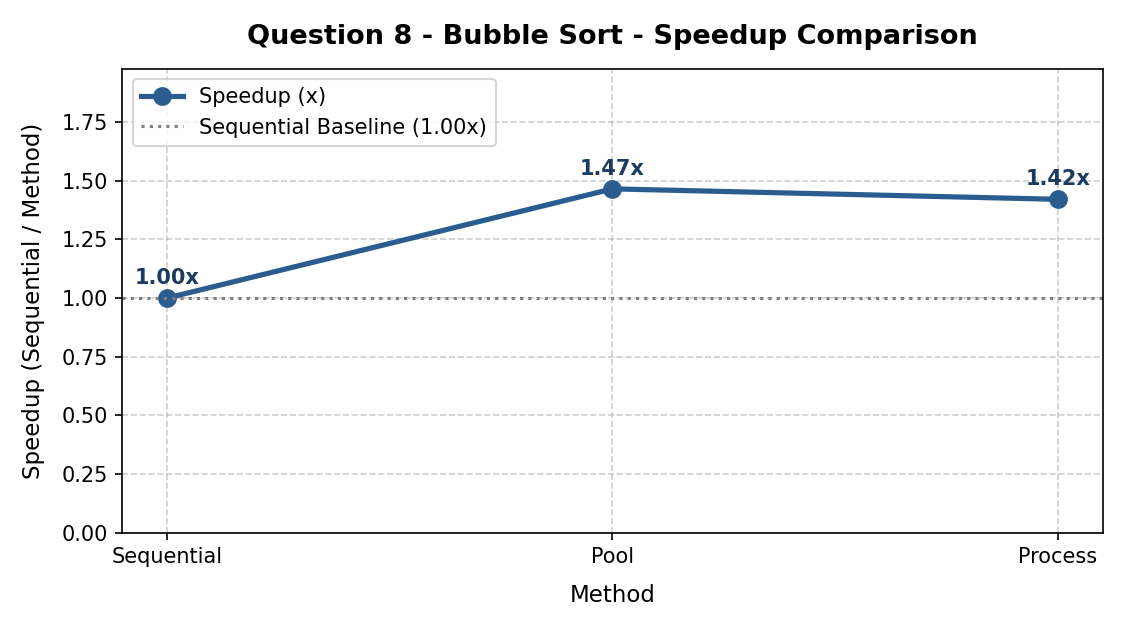 Question 8 - Bubble Sort - Speedup Comparison
Speedup (x)
Sequential Baseline (1.00x)
Speedup (Sequential / Method)
1.75
1.50
1.25
1.00
0.75
0.50
0.25
0.00
1.00x
1.47x
1.42x
Sequential
Pool
Process
Method